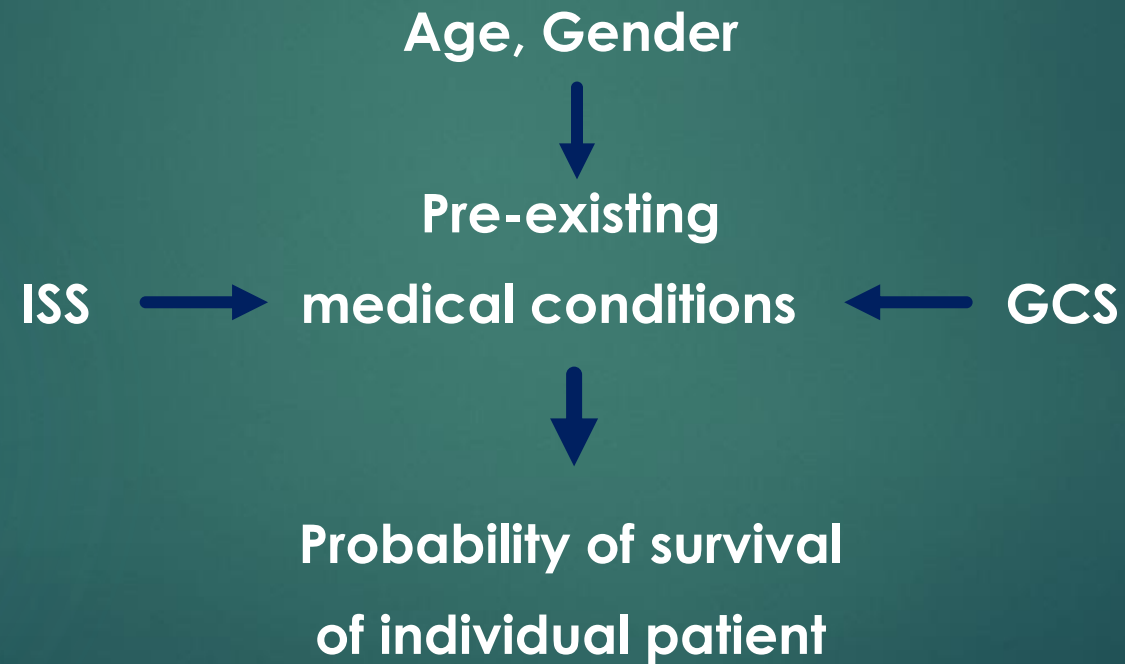 Age, Gender
Pre-existing
ISS medical conditions GCS
Probability of survival
of individual patient